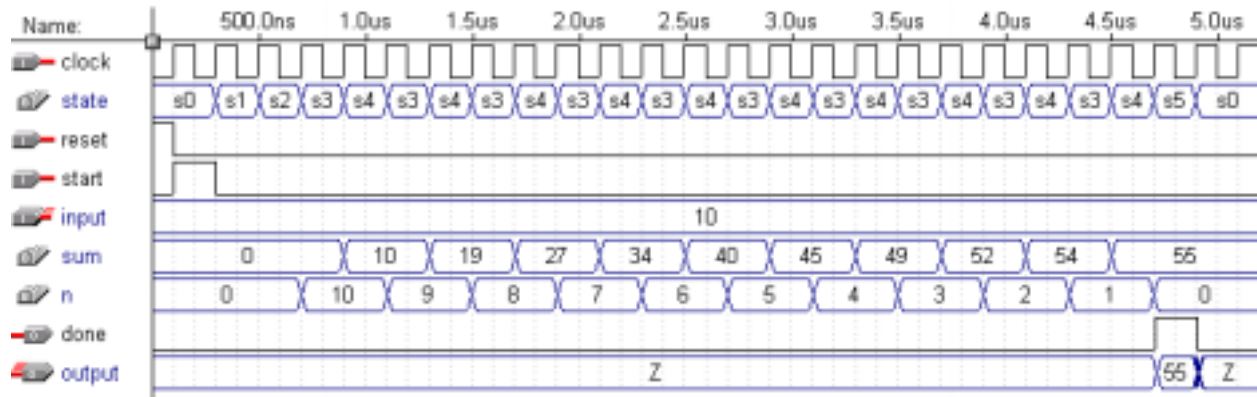 Name: 500.0ns 1.0us 1.5us 2.0us 2.5us 3.0us 3.5us 4.0us 4.5us 5.0us
clock
state s0 s1 s2 s3 s4 s3 s4 s3 s4 s3 s4 s3 s4 s3 s4 s3 s4 s3 s4 s3 s4 s3 s4 s5 s0
reset
start
input 10
sum 0 10 19 27 34 40 45 49 52 54 55
n 0 10 9 8 7 6 5 4 3 2 1 0
done
output Z 55 Z